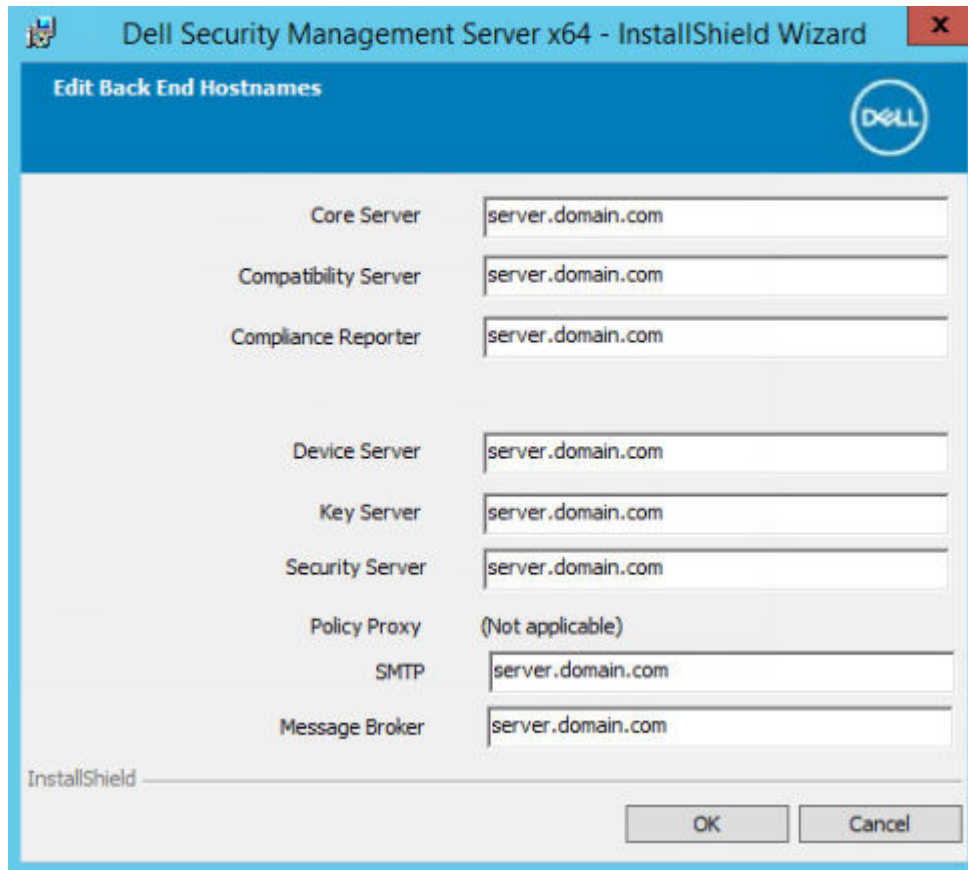 Dell Security Management Server x64 - InstallShield Wizard x
Edit Back End Hostnames
DELL
Core Server server.domain.com
Compatibility Server server.domain.com
Compliance Reporter server.domain.com
Device Server server.domain.com
Key Server server.domain.com
Security Server server.domain.com
Policy Proxy (Not applicable)
SMTP server.domain.com
Message Broker server.domain.com
InstallShield
OK Cancel